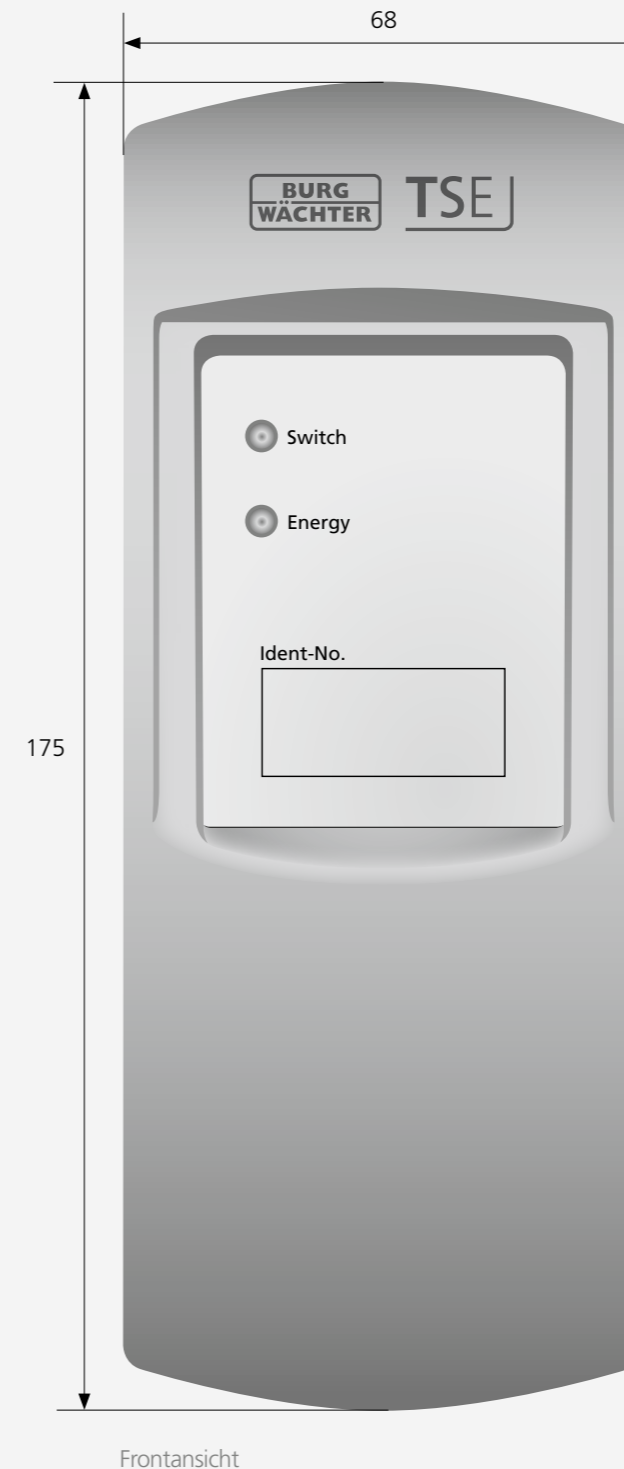 68
BURG
WÄCHTER
TSE
Switch
Energy
Ident-No.
175
Frontansicht